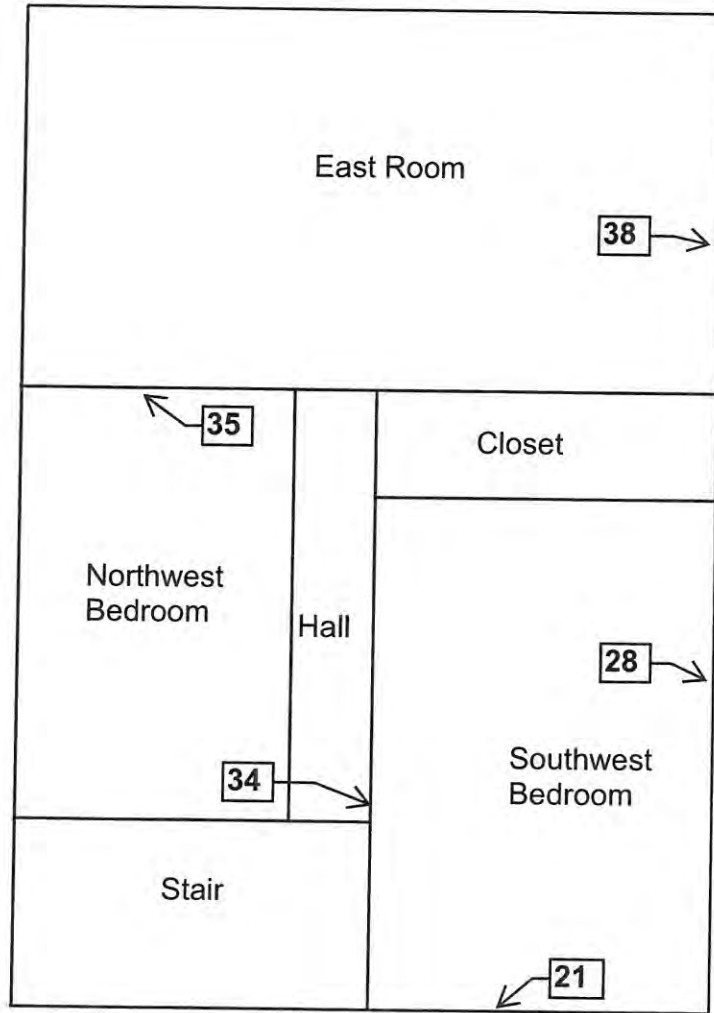 East Room
38
35
Closet
Northwest
Bedroom
Hall
28
34
Southwest
Bedroom
Stair
21